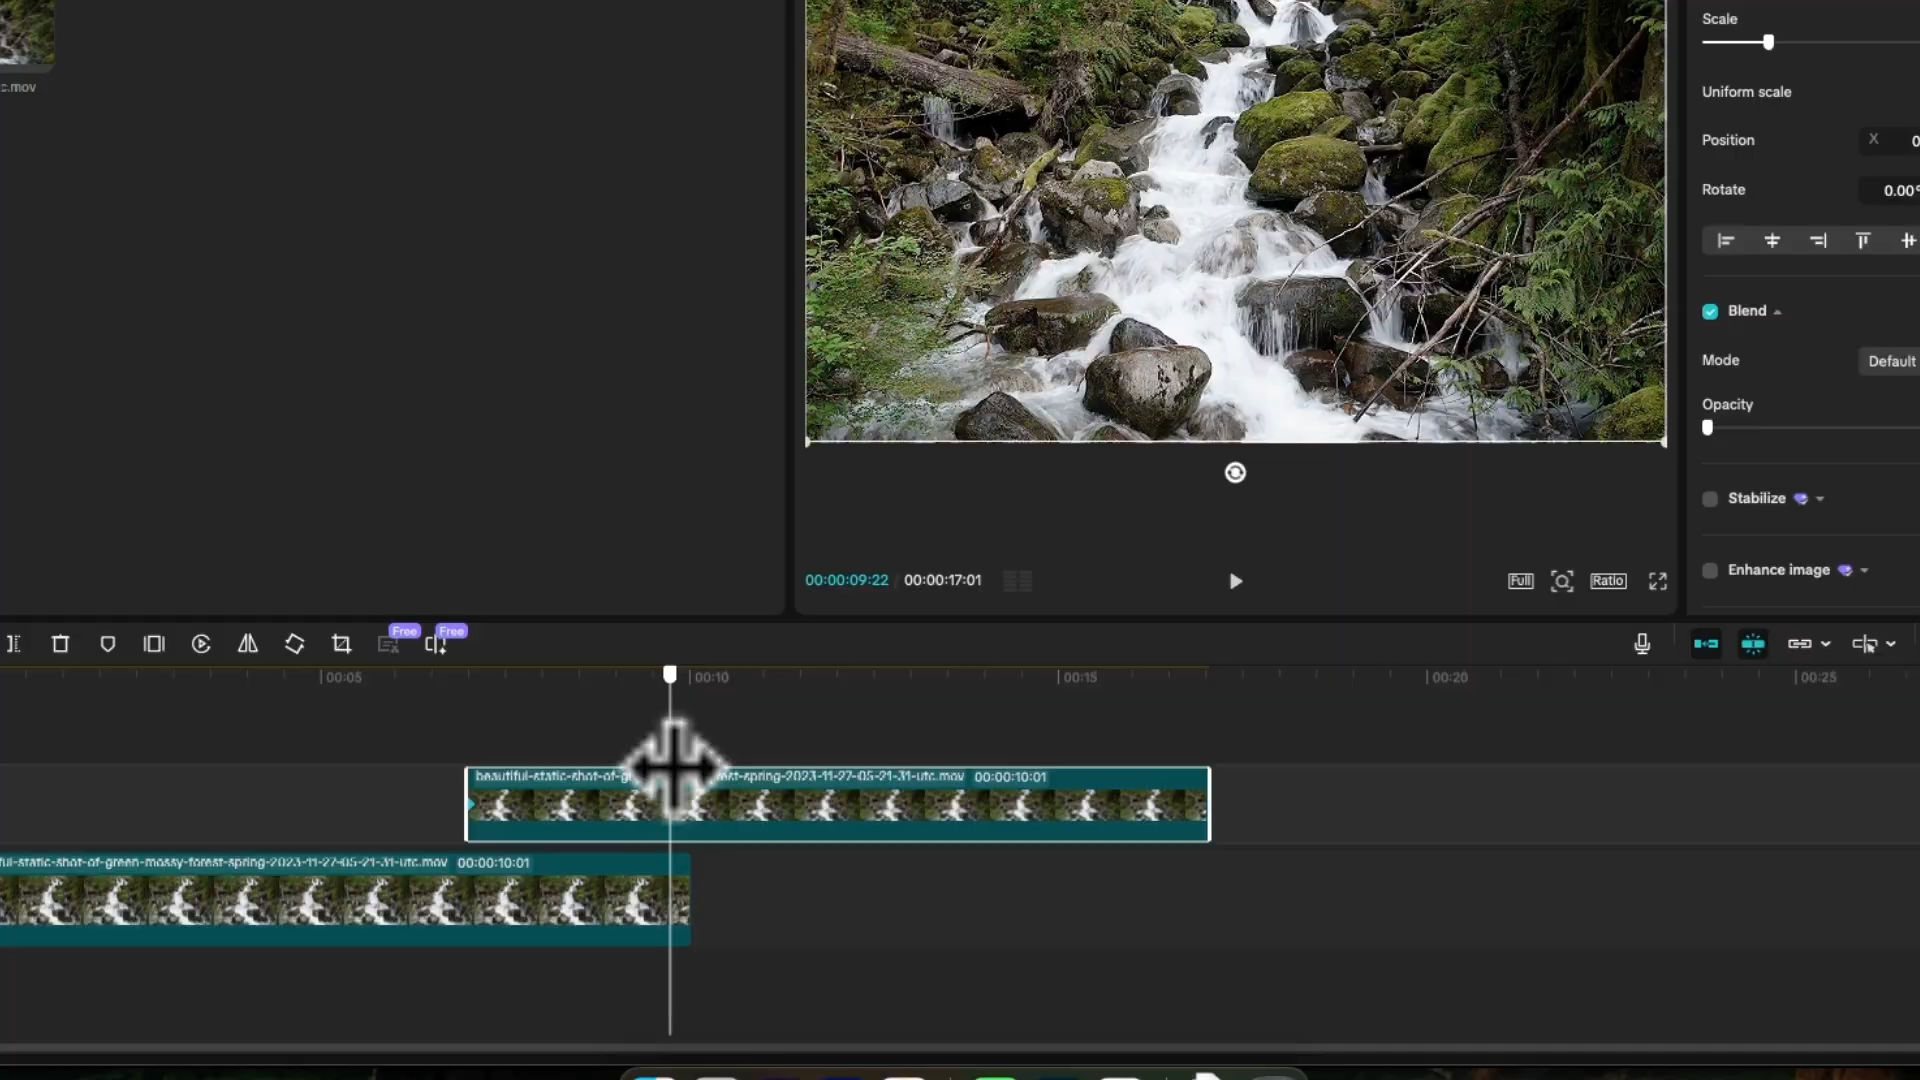 c.mov
Scale
Uniform scale
Position
X
0
Rotate
0.00°
Blend
Mode
Default
Opacity
Stabilize
Enhance image
00:00:09:22
00:00:17:01
Full
Ratio
Free
Free
00:05
00:10
00:15
00:20
00:25
beautiful-static-shot-of-g
est-spring-2023-11-27-05-21-31-utc.mov 00:00:10:01
ful-static-shot-of-green-mossy-forest-spring-2023-11-27-05-21-31-utc.mov 00:00:10:01